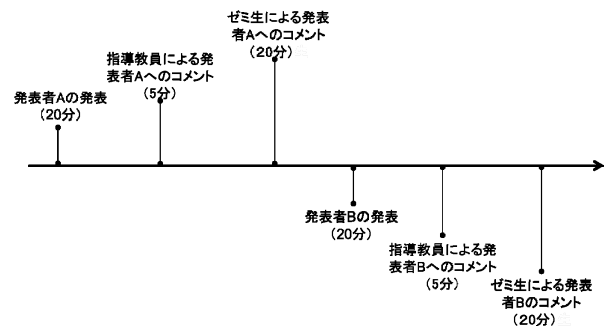 発表者Aの発表
（20分）
指導教員による発
表者Aへのコメント
（5分）
ゼミ生による発表
者Aへのコメント
（20分）
発表者Bの発表
（20分）
指導教員による発
表者Bへのコメント
（5分）
ゼミ生による発表
者Bのコメント
（20分）